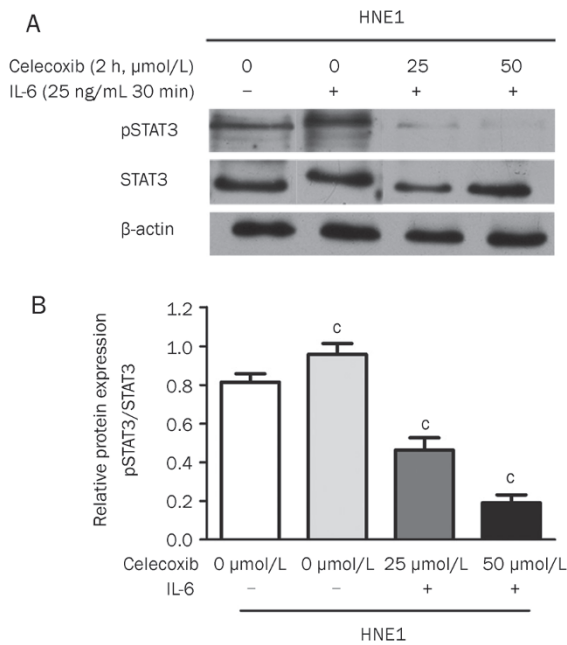 A
HNE1
Celecoxib (2 h, μmol/L) 0 0 25 50
IL-6 (25 ng/mL 30 min) – + + +
pSTAT3
STAT3
β-actin
B
Relative protein expression
pSTAT3/STAT3
1.2
1.0
0.8
0.6
0.4
0.2
0.0
c
c
c
Celecoxib 0 μmol/L 0 μmol/L 25 μmol/L 50 μmol/L
IL-6 – – + +
HNE1